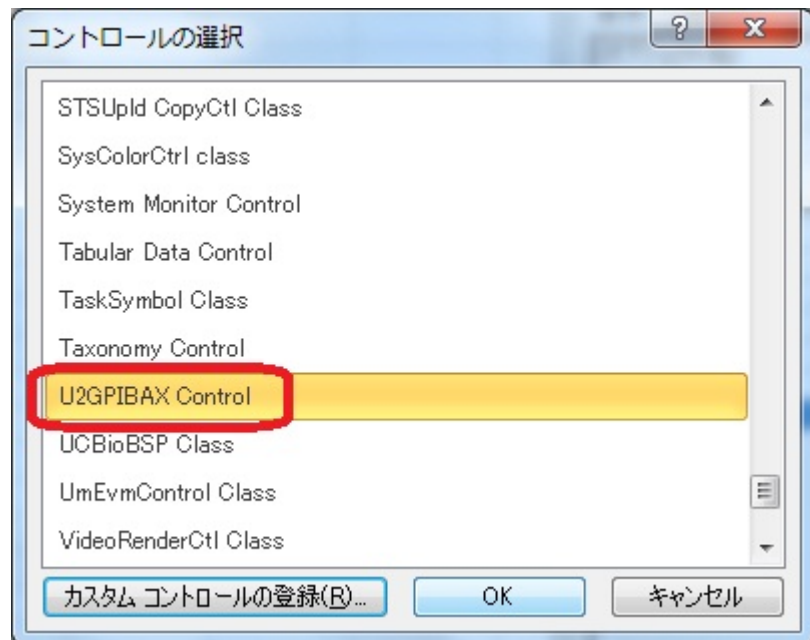 コントロールの選択
STSUpld CopyCtl Class
SysColorCtrl class
System Monitor Control
Tabular Data Control
TaskSymbol Class
Taxonomy Control
U2GPIBAX Control
UCBioBSP Class
UmEvmControl Class
VideoRenderCtl Class
カスタム コントロールの登録(R)... OK キャンセル